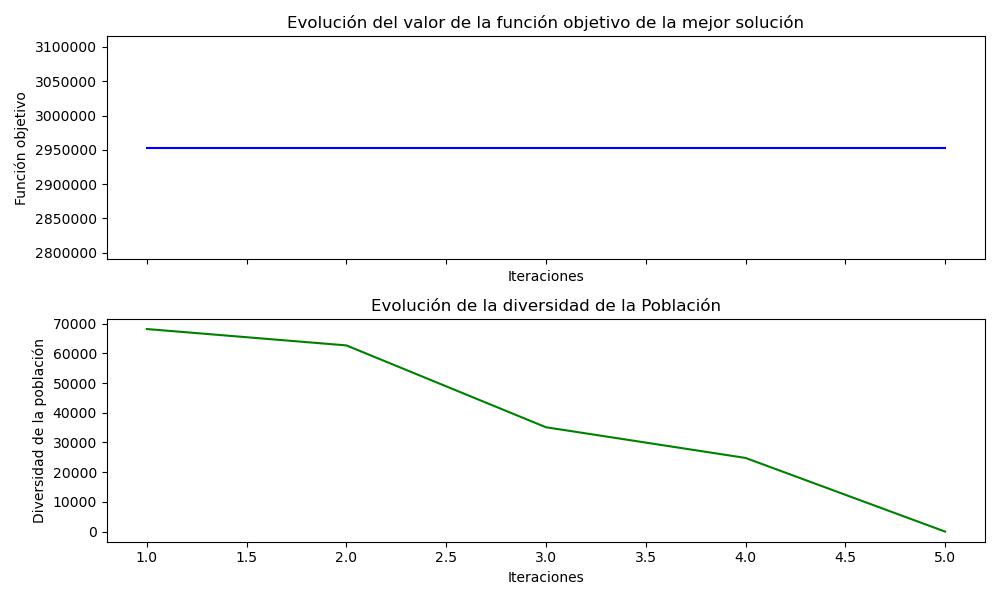 Evolución del valor de la función objetivo de la mejor solución
Función objetivo
3100000
3050000
3000000
2950000
2900000
2850000
2800000
Iteraciones
Evolución de la diversidad de la Población
Diversidad de la población
70000
60000
50000
40000
30000
20000
10000
0
1.0 1.5 2.0 2.5 3.0 3.5 4.0 4.5 5.0
Iteraciones